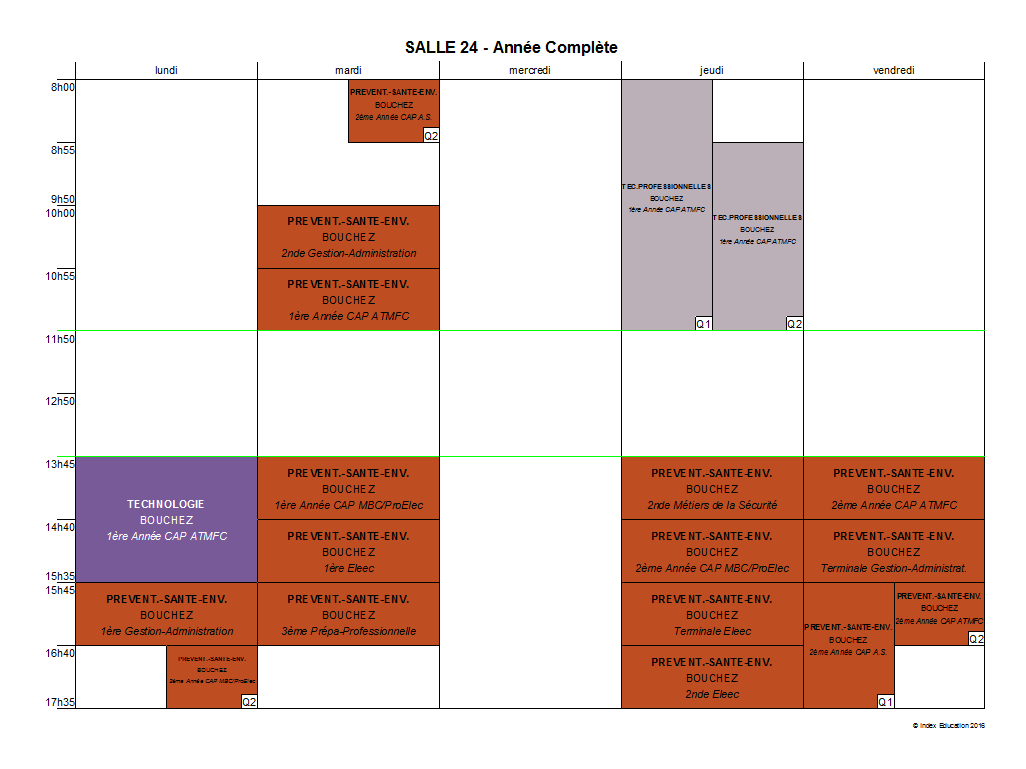 SALLE 24 - Année Complète
lundi
mardi
mercredi
jeudi
vendredi
8h00
8h55
9h50
10h00
10h55
11h50
12h50
13h45
14h40
15h35
15h45
16h40
17h35
TECHNOLOGIE
BOUCHEZ
1ère Année CAP ATMFC
PREVENT.-SANTE-ENV.
BOUCHEZ
1ère Gestion-Administration
PREVENT.-SANTE-ENV.
BOUCHEZ
2ème Année CAP MBC/ProElec
Q2
PREVENT.-SANTE-ENV.
BOUCHEZ
2ème Année CAP A.S.
Q2
PREVENT.-SANTE-ENV.
BOUCHEZ
2nde Gestion-Administration
PREVENT.-SANTE-ENV.
BOUCHEZ
1ère Année CAP ATMFC
PREVENT.-SANTE-ENV.
BOUCHEZ
1ère Année CAP MBC/ProElec
PREVENT.-SANTE-ENV.
BOUCHEZ
1ère Eleec
PREVENT.-SANTE-ENV.
BOUCHEZ
3ème Prépa-Professionnelle
TEC.PROFESSIONNELLES
BOUCHEZ
1ère Année CAP ATMFC
Q1
TEC.PROFESSIONNELLES
BOUCHEZ
1ère Année CAP ATMFC
Q2
PREVENT.-SANTE-ENV.
BOUCHEZ
2nde Métiers de la Sécurité
PREVENT.-SANTE-ENV.
BOUCHEZ
2ème Année CAP MBC/ProElec
PREVENT.-SANTE-ENV.
BOUCHEZ
Terminale Eleec
PREVENT.-SANTE-ENV.
BOUCHEZ
2nde Eleec
PREVENT.-SANTE-ENV.
BOUCHEZ
2ème Année CAP ATMFC
PREVENT.-SANTE-ENV.
BOUCHEZ
Terminale Gestion-Administrat.
PREVENT.-SANTE-ENV.
BOUCHEZ
2ème Année CAP A.S.
Q1
PREVENT.-SANTE-ENV.
BOUCHEZ
2ème Année CAP ATMFC
Q2
© Index Education 2016